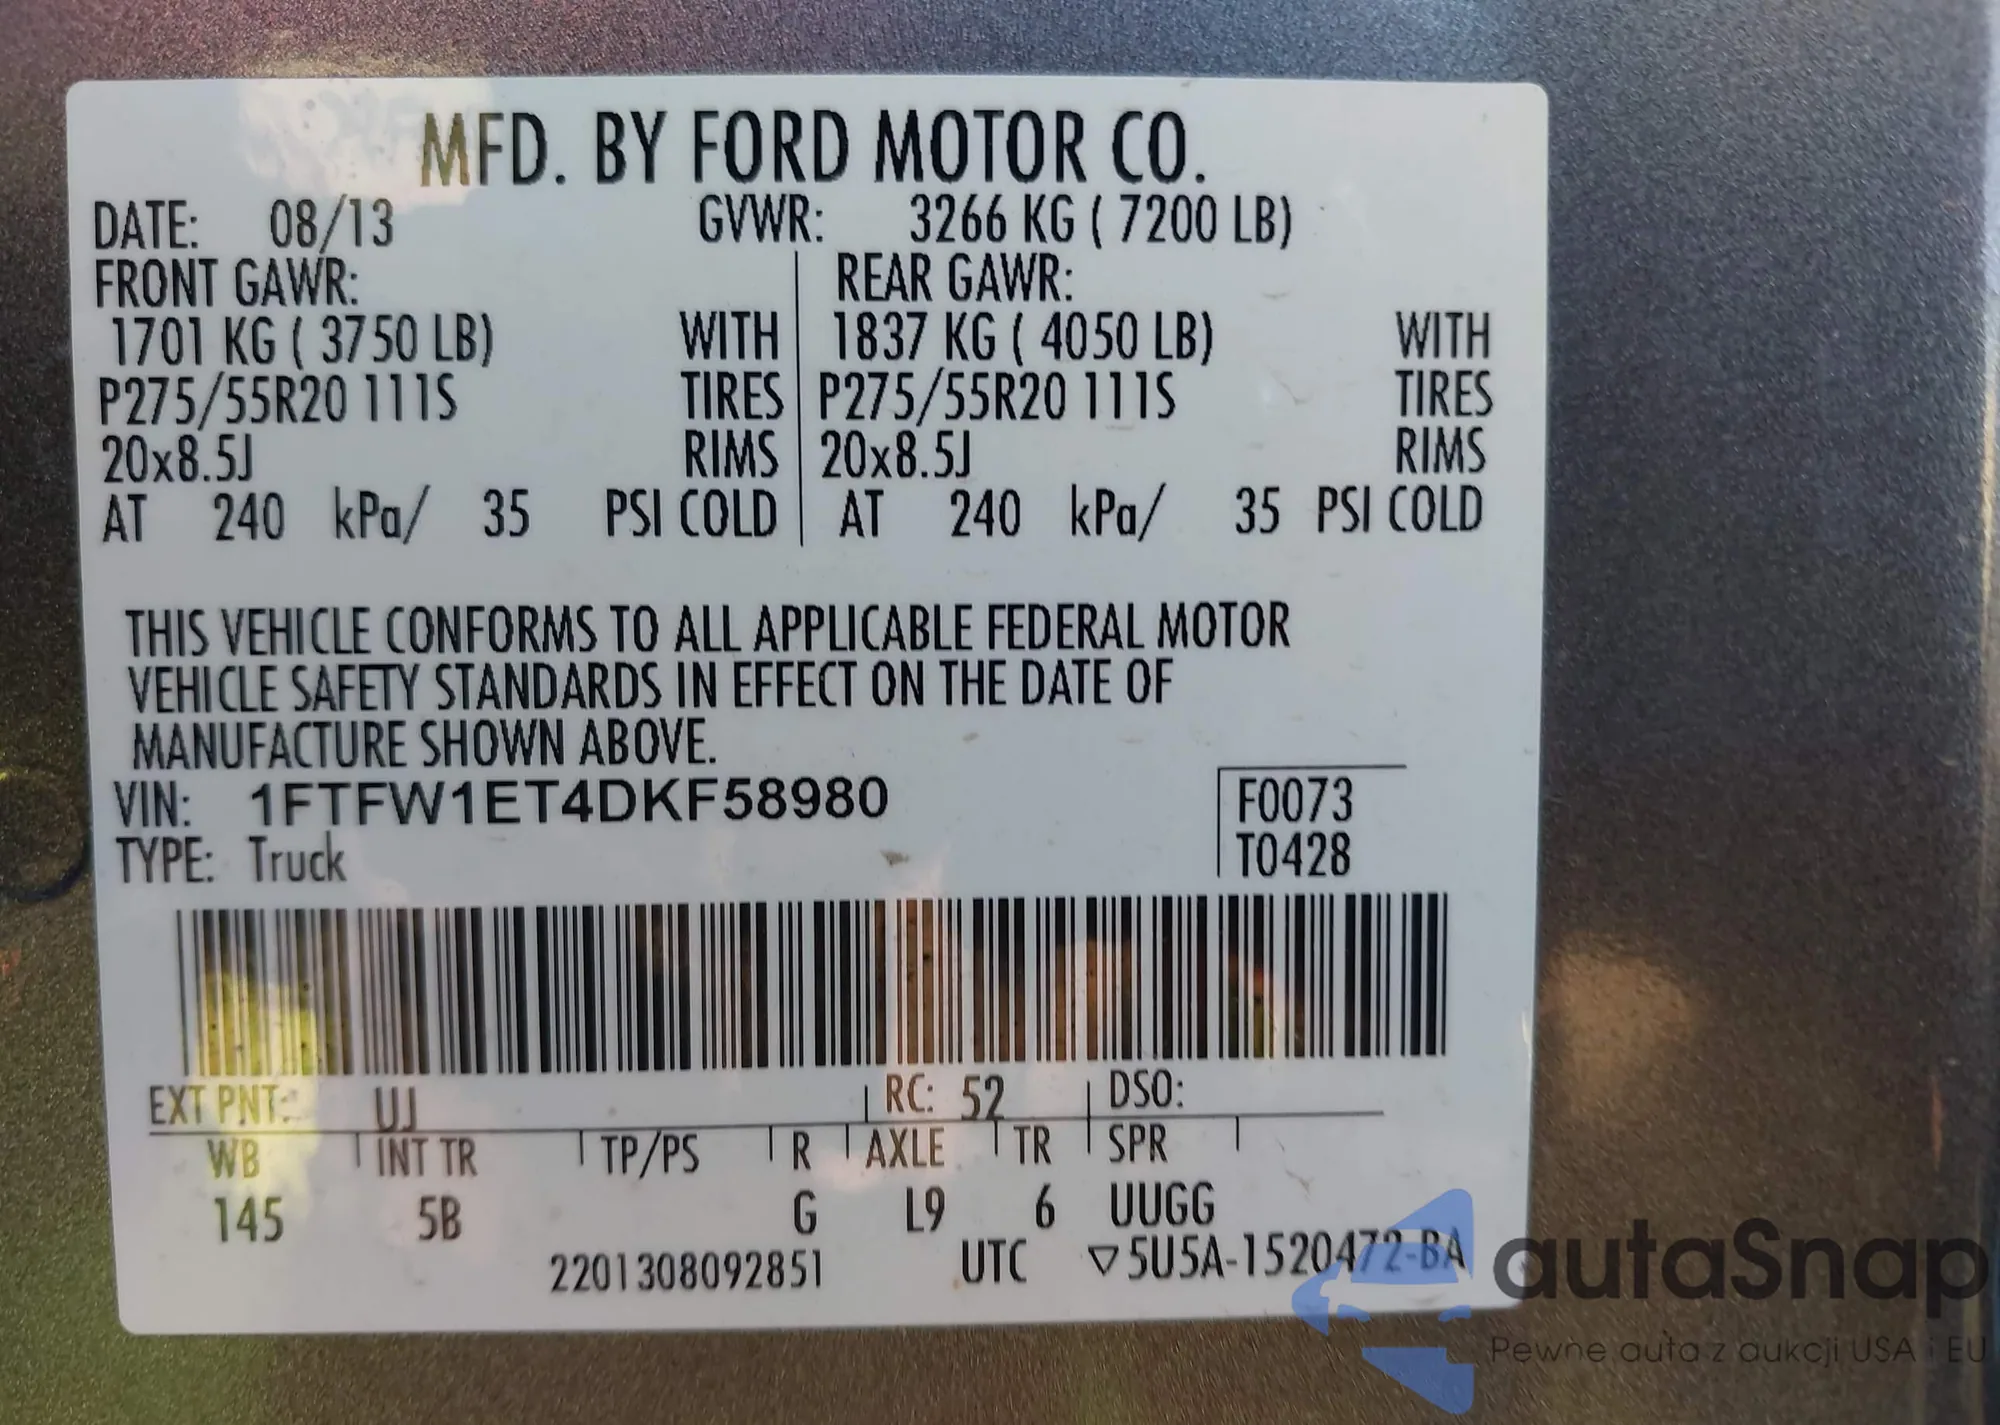 MFD. BY FORD MOTOR CO.
DATE: 08/13 GVWR: 3266 KG ( 7200 LB)
FRONT GAWR: REAR GAWR:
1701 KG ( 3750 LB) WITH 1837 KG ( 4050 LB) WITH
P275/55R20 111S TIRES P275/55R20 111S TIRES
20x8.5J RIMS 20x8.5J RIMS
AT 240 kPa/ 35 PSI COLD AT 240 kPa/ 35 PSI COLD
THIS VEHICLE CONFORMS TO ALL APPLICABLE FEDERAL MOTOR
VEHICLE SAFETY STANDARDS IN EFFECT ON THE DATE OF
MANUFACTURE SHOWN ABOVE.
VIN: 1FTFW1ET4DKF58980 F0073
TYPE: Truck T0428
EXT PNT: UJ RC: 52 DSO:
WB INT TR TP/PS R AXLE TR SPR
145 5B G L9 6 UUGG
2201308092851 UTC ▽5U5A-1520472-BA
autaSnap
Pewne auta z aukcji USA i EU